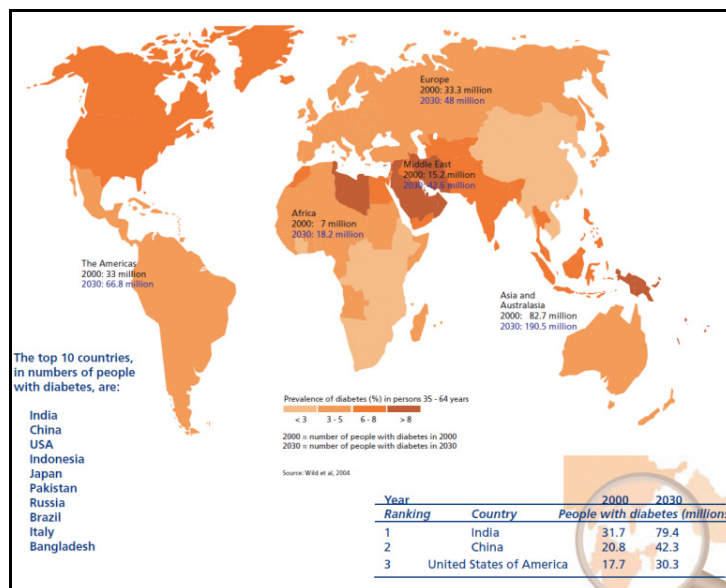 Europe
2000: 33.3 million
2030: 48 million
Middle East
2000: 15.2 million
2030: 42.6 million
Africa
2000: 7 million
2030: 18.2 million
The Americas
2000: 33 million
2030: 66.8 million
Asia and
Australasia
2000: 82.7 million
2030: 190.5 million
The top 10 countries,
in numbers of people
with diabetes, are:
India
China
USA
Indonesia
Japan
Pakistan
Russia
Brazil
Italy
Bangladesh
Prevalence of diabetes (%) in persons 35 - 64 years
< 3 3 - 5 6 - 8 > 8
2000 = number of people with diabetes in 2000
2030 = number of people with diabetes in 2030
Source: Wild et al, 2004
Year 2000 2030
Ranking Country People with diabetes (millions
1 India 31.7 79.4
2 China 20.8 42.3
3 United States of America 17.7 30.3